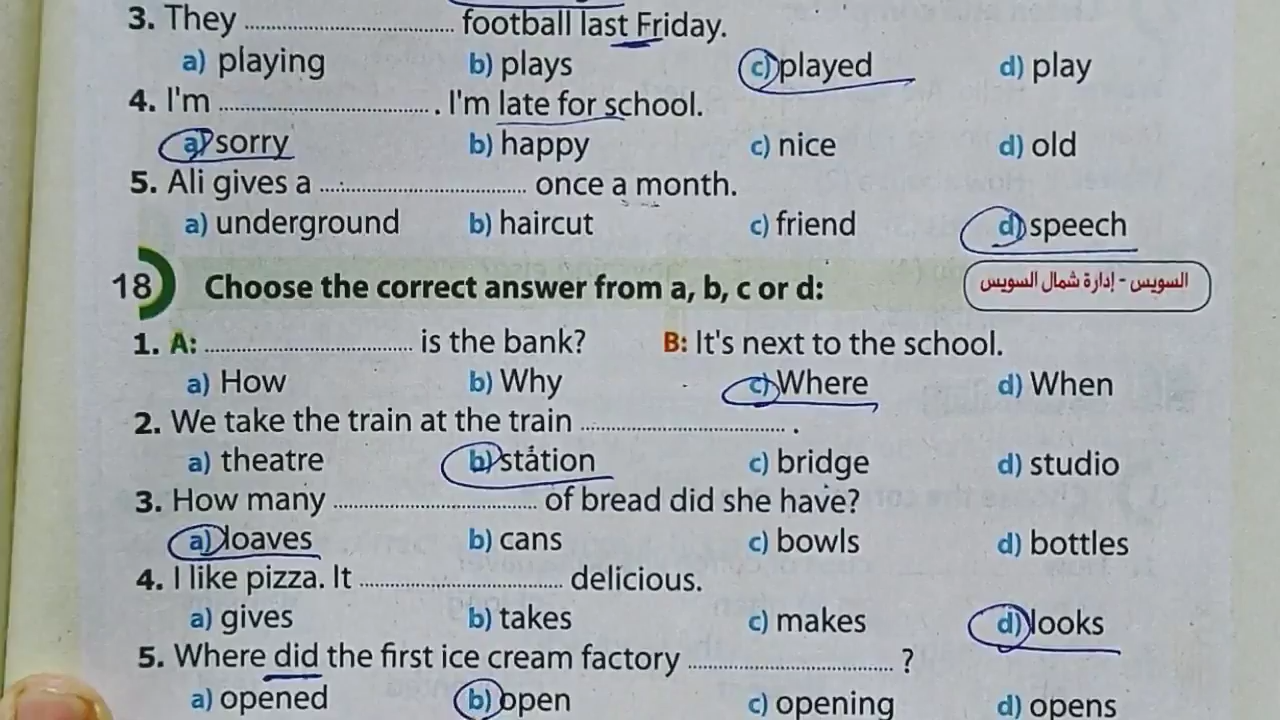 3. They ........................ football last Friday.
a) playing b) plays c) played d) play
4. I'm ........................ . I'm late for school.
a) sorry b) happy c) nice d) old
5. Ali gives a ........................ once a month.
a) underground b) haircut c) friend d) speech
18 Choose the correct answer from a, b, c or d: السويس - إدارة شمال السويس
1. A: ........................ is the bank? B: It's next to the school.
a) How b) Why c) Where d) When
2. We take the train at the train ........................ .
a) theatre b) station c) bridge d) studio
3. How many ........................ of bread did she have?
a) loaves b) cans c) bowls d) bottles
4. I like pizza. It ........................ delicious.
a) gives b) takes c) makes d) looks
5. Where did the first ice cream factory ........................ ?
a) opened b) open c) opening d) opens